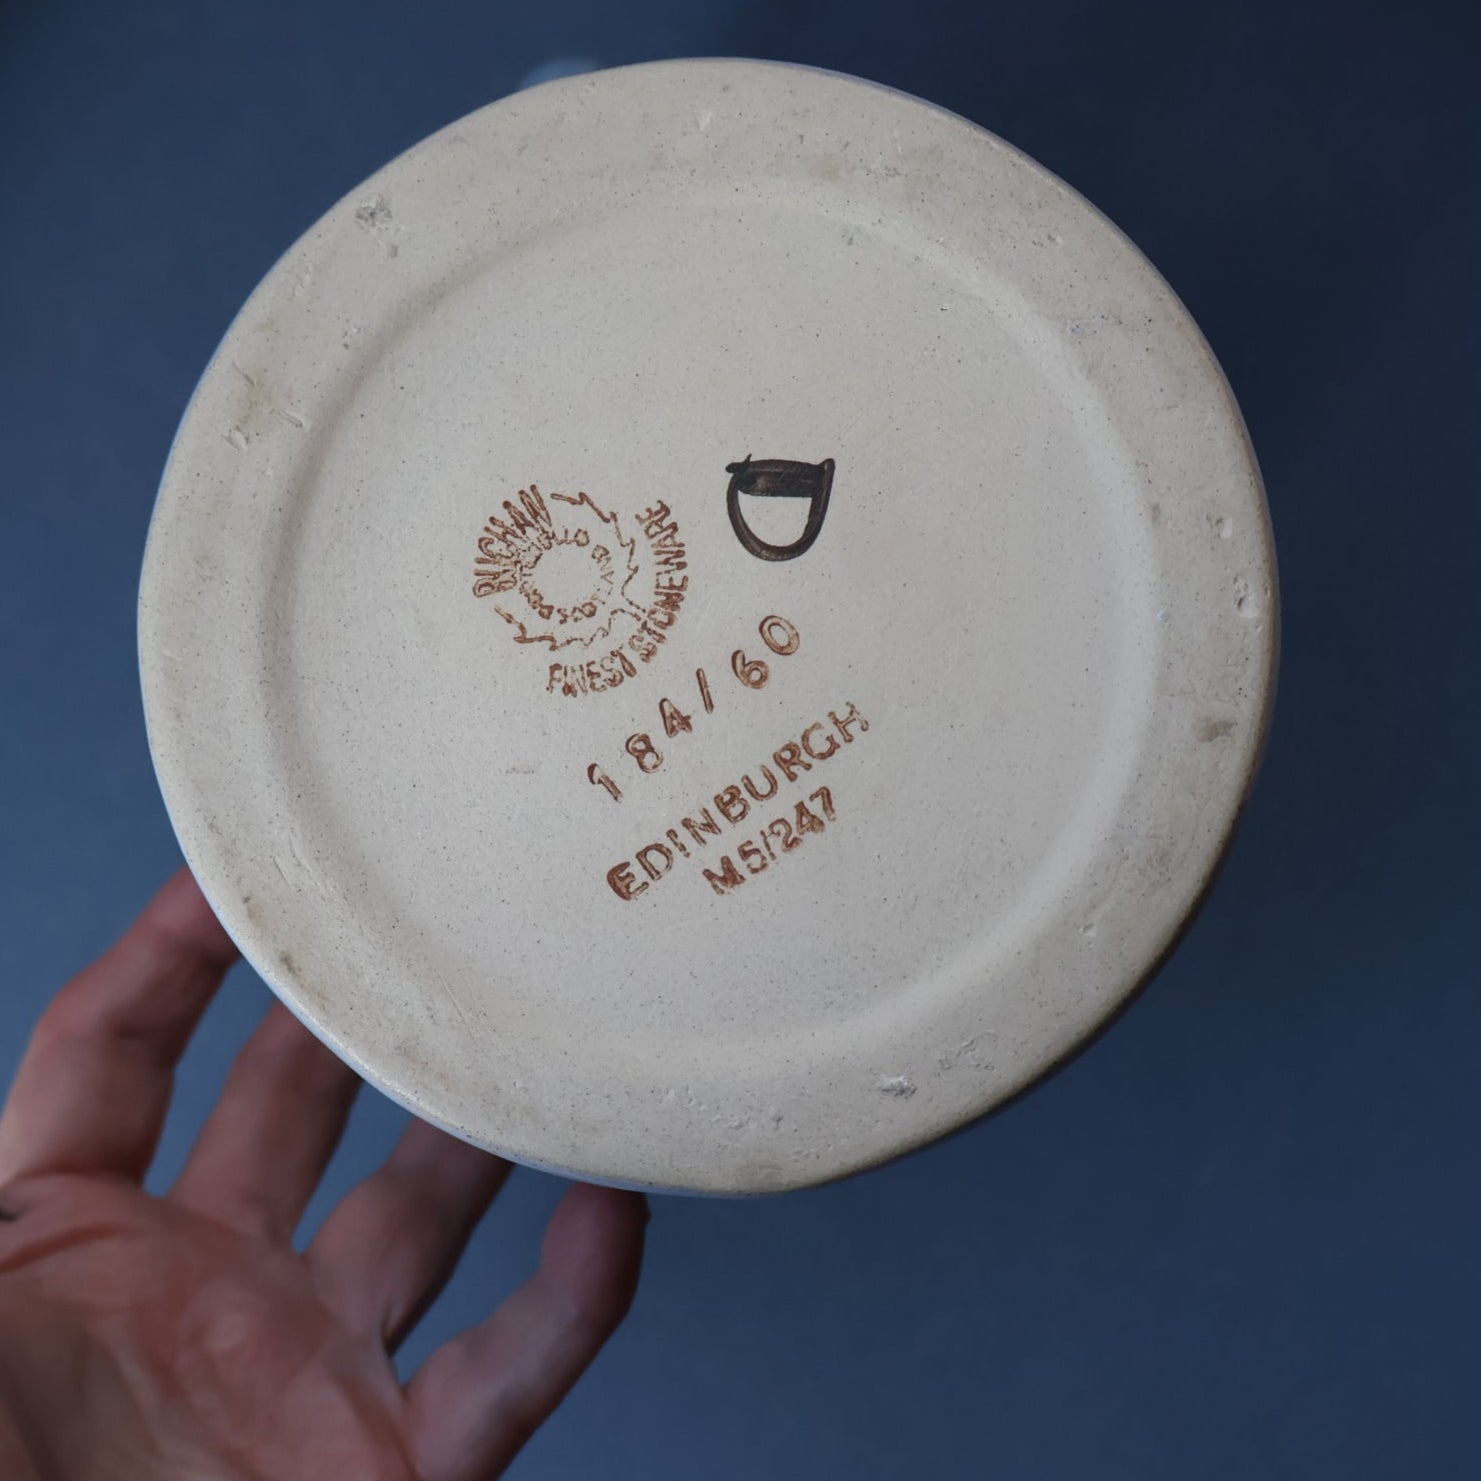 D
BUCHAN
PORTOBELLO
SCOTLAND
FINEST STONEWARE
184/60
EDINBURGH
M5/247